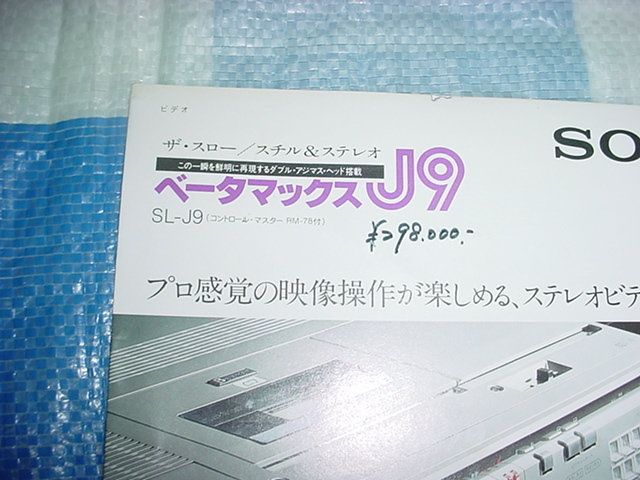 ビデオ
SO
ザ・スロー/スチル&ステレオ
この一瞬を鮮明に再現するダブル・アジマス・ヘッド搭載
ベータマックスJ9
SL-J9(コントロール・マスター RM-78付)
¥298.000.-
プロ感覚の映像操作が楽しめる、ステレオビデ